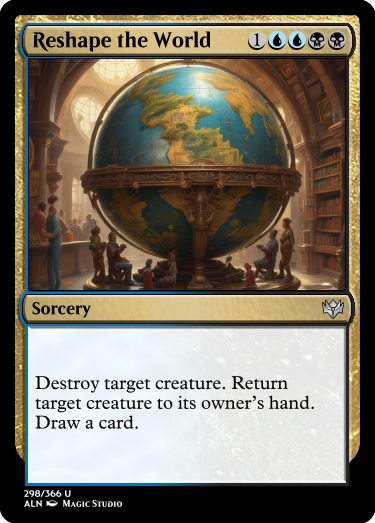 Reshape the World 1
Sorcery
Destroy target creature. Return
target creature to its owner's hand.
Draw a card.
298/366 U
ALN Magic Studio